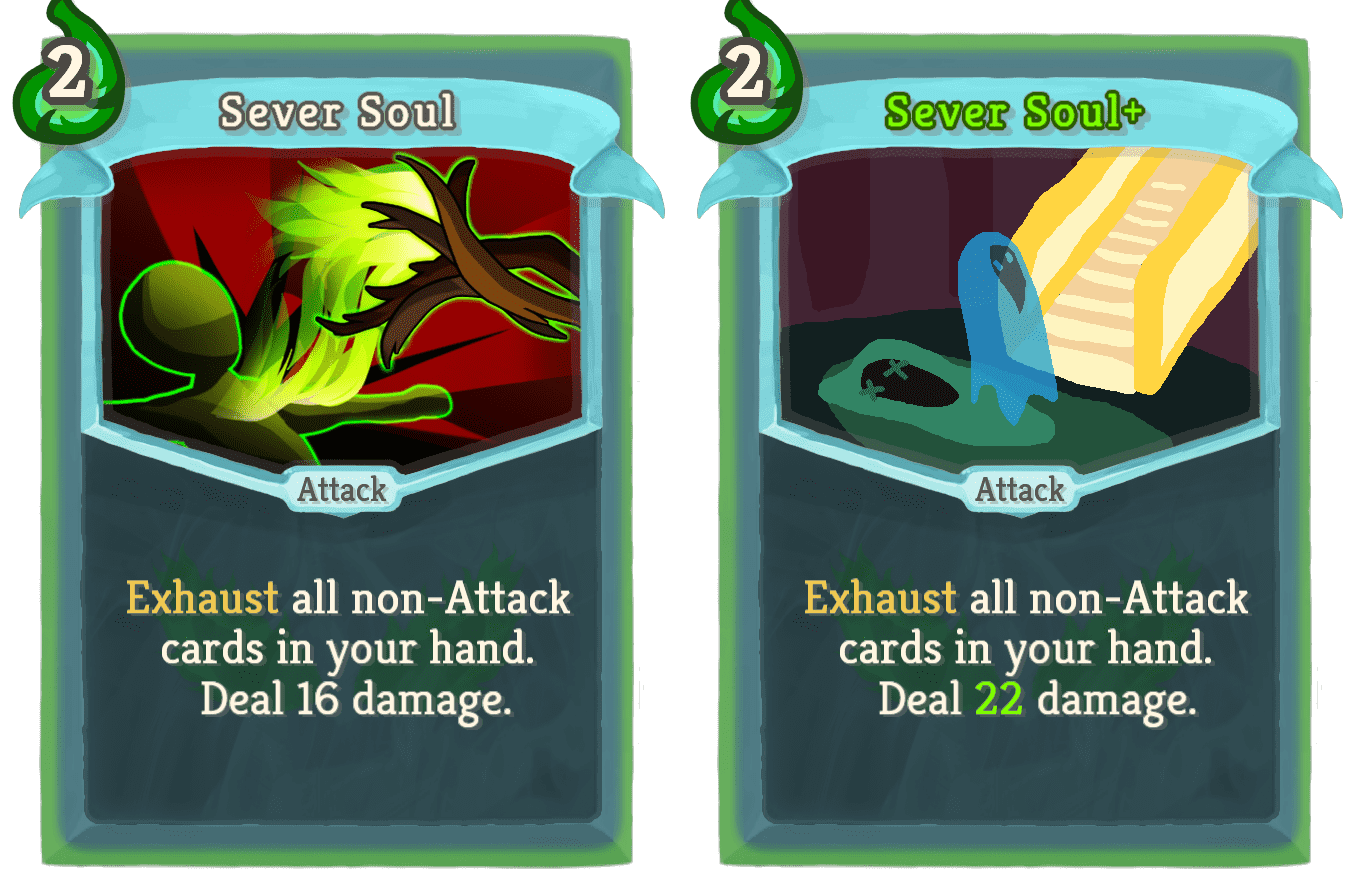 2
Sever Soul
Attack
Exhaust all non-Attack
cards in your hand.
Deal 16 damage.
2
Sever Soul+
Attack
Exhaust all non-Attack
cards in your hand.
Deal 22 damage.